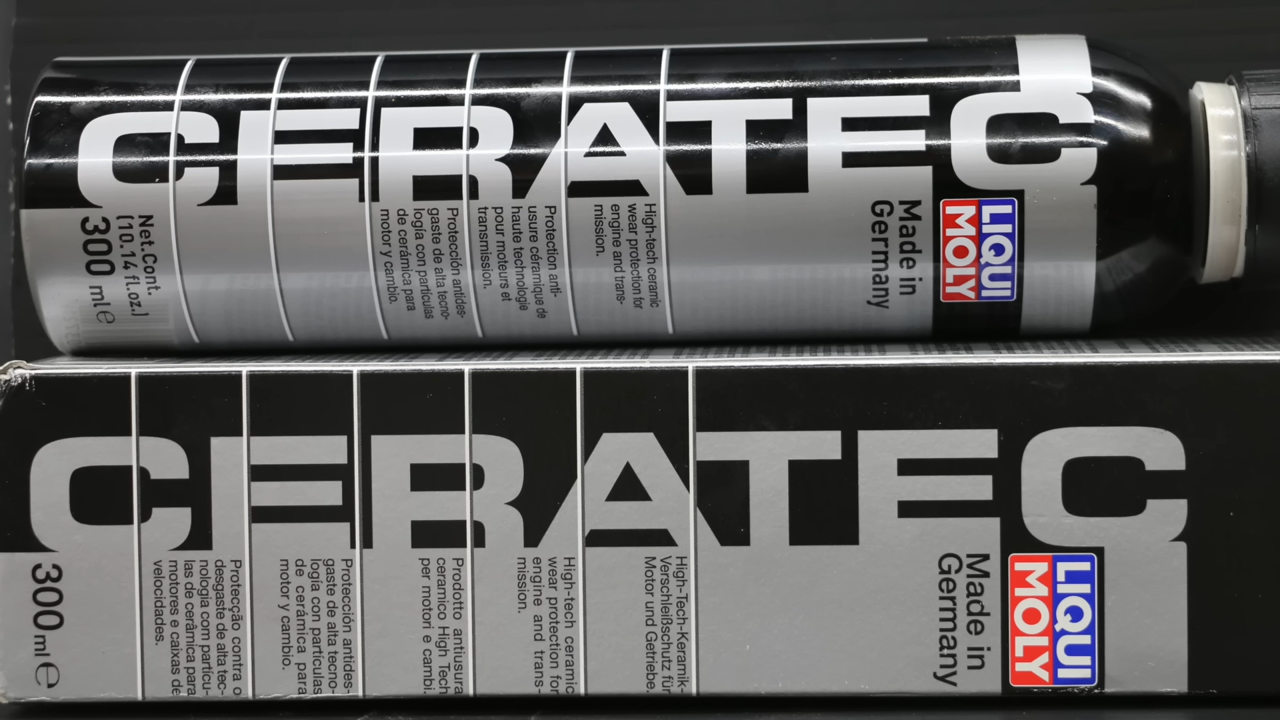 CERATEC
LIQUI
MOLY
Made in
Germany
High-tech ceramic
wear protection for
engine and trans-
mission.
Protection anti-
usure céramique de
haute technologie
pour moteurs et
transmission.
Protección antides-
gaste de alta tecno-
logía con partículas
de cerámica para
motor y cambio.
Net.Cont.
(10.14fl.oz.)
300 ml e
CERATEC
LIQUI
MOLY
Made in
Germany
High-Tech-Keramik-
Verschleißschutz für
Motor und Getriebe.
High-tech ceramic
wear protection for
engine and trans-
mission.
Prodotto antiusura
ceramico High Tech
per motori e cambi.
Protección antides-
gaste de alta tecno-
logía con partículas
de cerámica para
motor y cambio.
Protecção contra o
desgaste de alta tec-
nologia com partícu-
las de cerâmica para
motores e caixas de
velocidades.
300 ml e